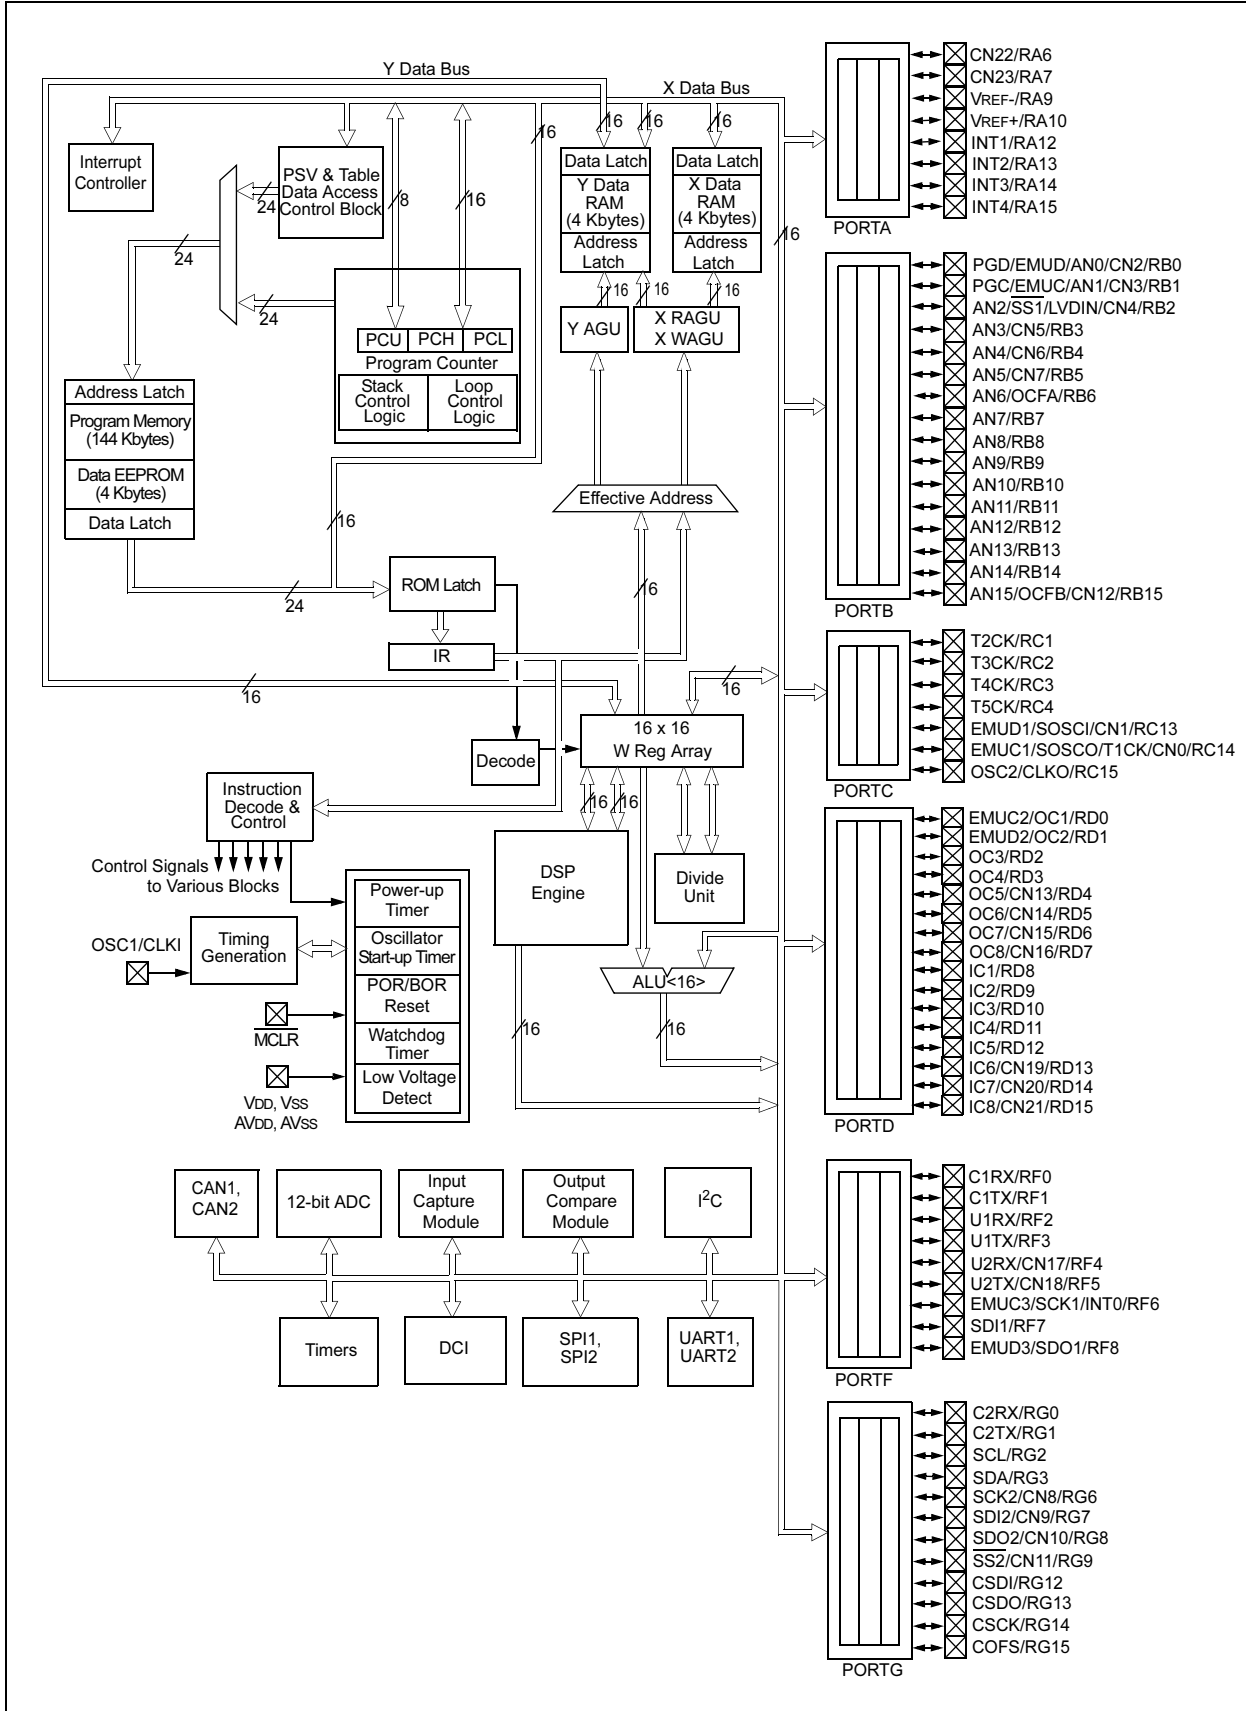 Y Data Bus
X Data Bus
16
16
16
16
16
8
16
Interrupt
Controller
PSV & Table
Data Access
Control Block
24
24
24
Data Latch
Y Data
RAM
(4 Kbytes)
Address
Latch
Data Latch
X Data
RAM
(4 Kbytes)
Address
Latch
16
16
16
Y AGU
X RAGU
X WAGU
PCU
PCH
PCL
Program Counter
Stack
Control
Logic
Loop
Control
Logic
Address Latch
Program Memory
(144 Kbytes)
Data EEPROM
(4 Kbytes)
Data Latch
Effective Address
16
24
16
ROM Latch
IR
16
16
16 x 16
W Reg Array
Decode
Instruction
Decode &
Control
Control Signals
to Various Blocks
16
16
DSP
Engine
Divide
Unit
Power-up
Timer
Oscillator
Start-up Timer
POR/BOR
Reset
Watchdog
Timer
Low Voltage
Detect
OSC1/CLKI
Timing
Generation
MCLR
VDD, VSS
AVDD, AVSS
ALU<16>
16
16
CAN1,
CAN2
12-bit ADC
Input
Capture
Module
Output
Compare
Module
I2C
Timers
DCI
SPI1,
SPI2
UART1,
UART2
CN22/RA6
CN23/RA7
VREF-/RA9
VREF+/RA10
INT1/RA12
INT2/RA13
INT3/RA14
INT4/RA15
PORTA
PGD/EMUD/AN0/CN2/RB0
PGC/EMUC/AN1/CN3/RB1
AN2/SS1/LVDIN/CN4/RB2
AN3/CN5/RB3
AN4/CN6/RB4
AN5/CN7/RB5
AN6/OCFA/RB6
AN7/RB7
AN8/RB8
AN9/RB9
AN10/RB10
AN11/RB11
AN12/RB12
AN13/RB13
AN14/RB14
AN15/OCFB/CN12/RB15
PORTB
T2CK/RC1
T3CK/RC2
T4CK/RC3
T5CK/RC4
EMUD1/SOSCI/CN1/RC13
EMUC1/SOSCO/T1CK/CN0/RC14
OSC2/CLKO/RC15
PORTC
EMUC2/OC1/RD0
EMUD2/OC2/RD1
OC3/RD2
OC4/RD3
OC5/CN13/RD4
OC6/CN14/RD5
OC7/CN15/RD6
OC8/CN16/RD7
IC1/RD8
IC2/RD9
IC3/RD10
IC4/RD11
IC5/RD12
IC6/CN19/RD13
IC7/CN20/RD14
IC8/CN21/RD15
PORTD
C1RX/RF0
C1TX/RF1
U1RX/RF2
U1TX/RF3
U2RX/CN17/RF4
U2TX/CN18/RF5
EMUC3/SCK1/INT0/RF6
SDI1/RF7
EMUD3/SDO1/RF8
PORTF
C2RX/RG0
C2TX/RG1
SCL/RG2
SDA/RG3
SCK2/CN8/RG6
SDI2/CN9/RG7
SDO2/CN10/RG8
SS2/CN11/RG9
CSDI/RG12
CSDO/RG13
CSCK/RG14
COFS/RG15
PORTG